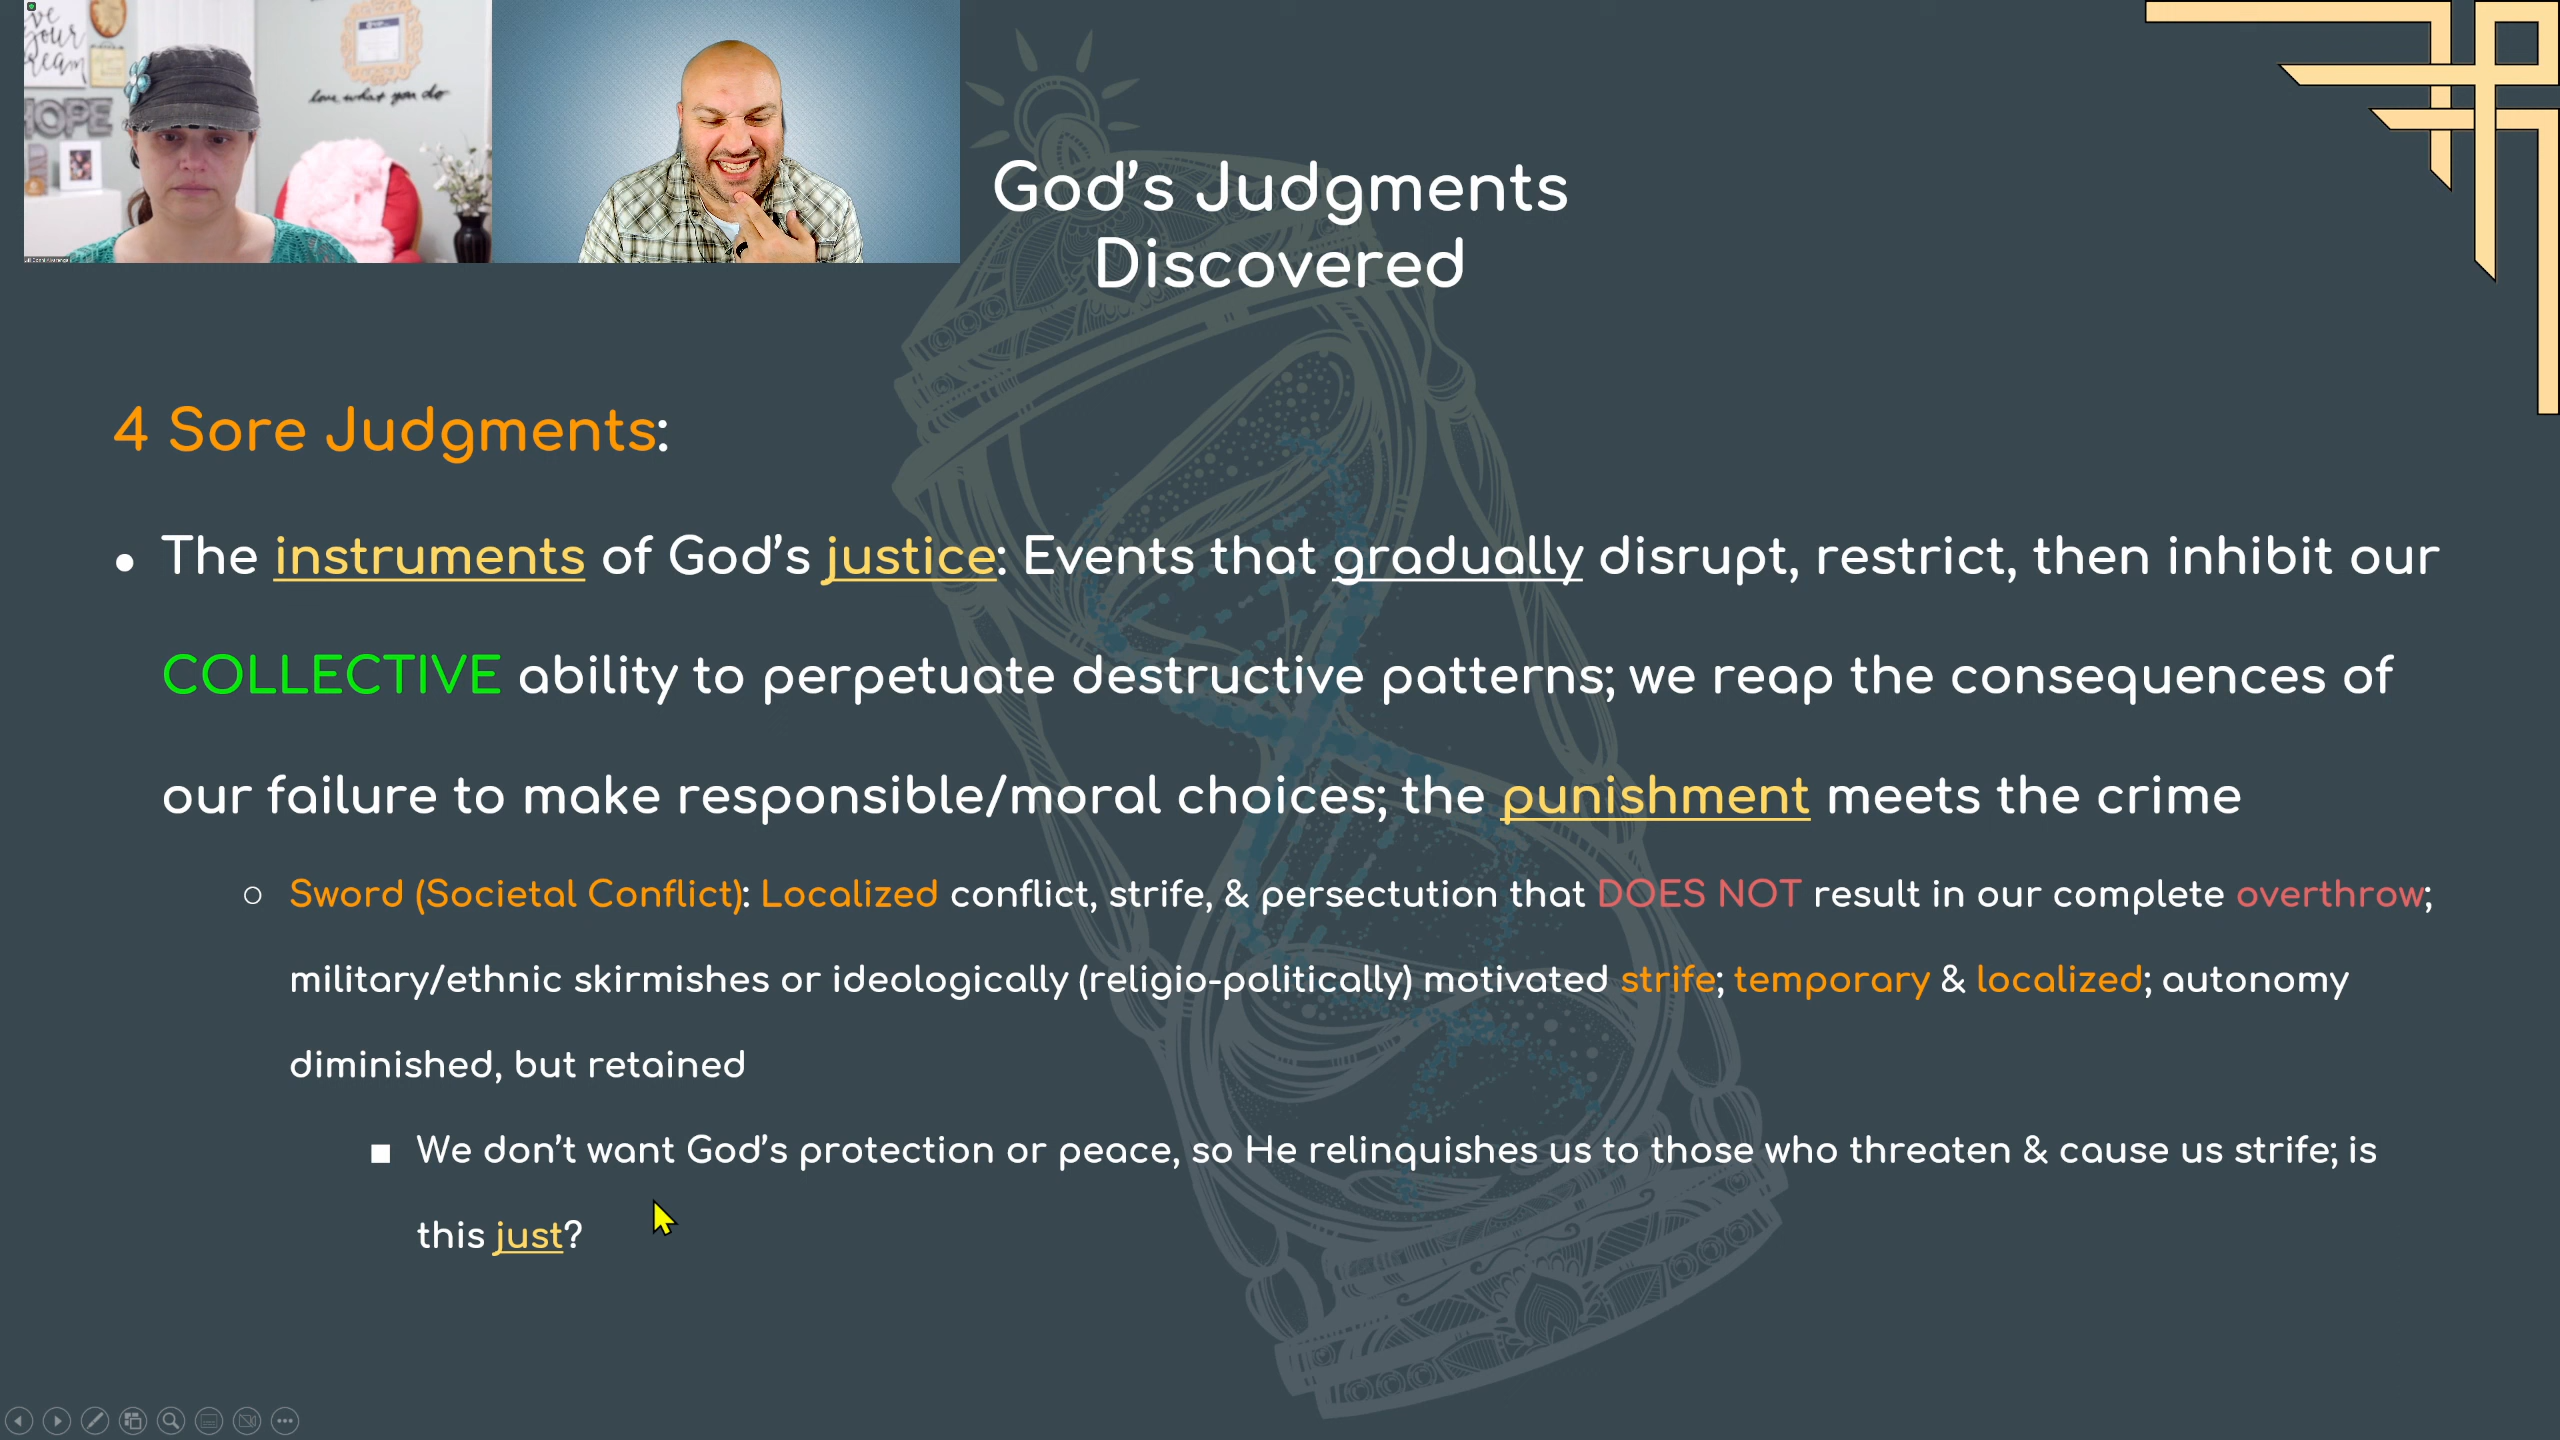 ve
your
ream
HOPE
love what you do
God's Judgments
Discovered
4 Sore Judgments:
• The instruments of God's justice: Events that gradually disrupt, restrict, then inhibit our
COLLECTIVE ability to perpetuate destructive patterns; we reap the consequences of
our failure to make responsible/moral choices; the punishment meets the crime
○ Sword (Societal Conflict): Localized conflict, strife, & persectution that DOES NOT result in our complete overthrow;
military/ethnic skirmishes or ideologically (religio-politically) motivated strife; temporary & localized; autonomy
diminished, but retained
■ We don't want God's protection or peace, so He relinquishes us to those who threaten & cause us strife; is
this just?